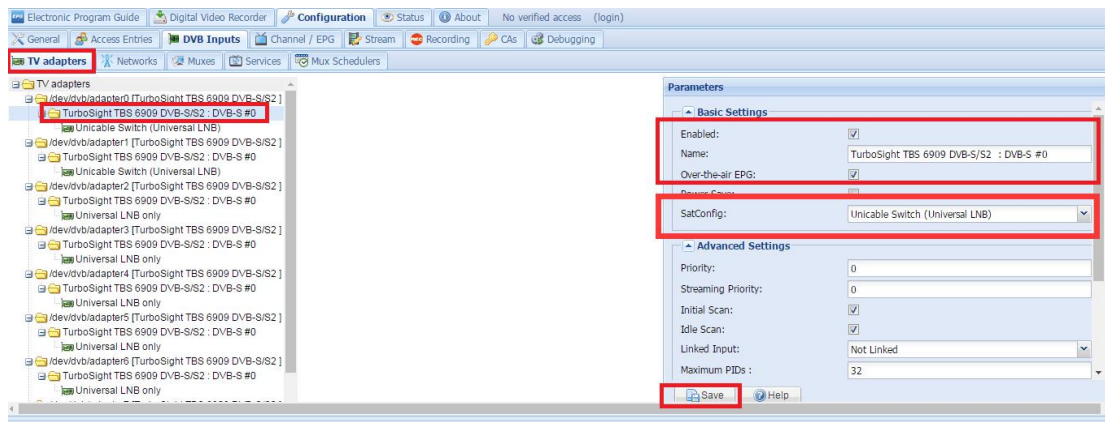 Electronic Program Guide Digital Video Recorder Configuration Status About No verified access (login)
General Access Entries DVB Inputs Channel / EPG Stream Recording CAs Debugging
TV adapters Networks Muxes Services Mux Schedulers
TV adapters
/dev/dvb/adapter0 [TurboSight TBS 6909 DVB-S/S2 ]
TurboSight TBS 6909 DVB-S/S2 : DVB-S #0
Unicable Switch (Universal LNB)
/dev/dvb/adapter1 [TurboSight TBS 6909 DVB-S/S2 ]
TurboSight TBS 6909 DVB-S/S2 : DVB-S #0
Unicable Switch (Universal LNB)
/dev/dvb/adapter2 [TurboSight TBS 6909 DVB-S/S2 ]
TurboSight TBS 6909 DVB-S/S2 : DVB-S #0
Universal LNB only
/dev/dvb/adapter3 [TurboSight TBS 6909 DVB-S/S2 ]
TurboSight TBS 6909 DVB-S/S2 : DVB-S #0
Universal LNB only
/dev/dvb/adapter4 [TurboSight TBS 6909 DVB-S/S2 ]
TurboSight TBS 6909 DVB-S/S2 : DVB-S #0
Universal LNB only
/dev/dvb/adapter5 [TurboSight TBS 6909 DVB-S/S2 ]
TurboSight TBS 6909 DVB-S/S2 : DVB-S #0
Universal LNB only
/dev/dvb/adapter6 [TurboSight TBS 6909 DVB-S/S2 ]
TurboSight TBS 6909 DVB-S/S2 : DVB-S #0
Universal LNB only
Parameters
Basic Settings
Enabled:
Name: TurboSight TBS 6909 DVB-S/S2 : DVB-S #0
Over-the-air EPG:
Power Save:
SatConfig: Unicable Switch (Universal LNB)
Advanced Settings
Priority: 0
Streaming Priority: 0
Initial Scan:
Idle Scan:
Linked Input: Not Linked
Maximum PIDs : 32
Save Help